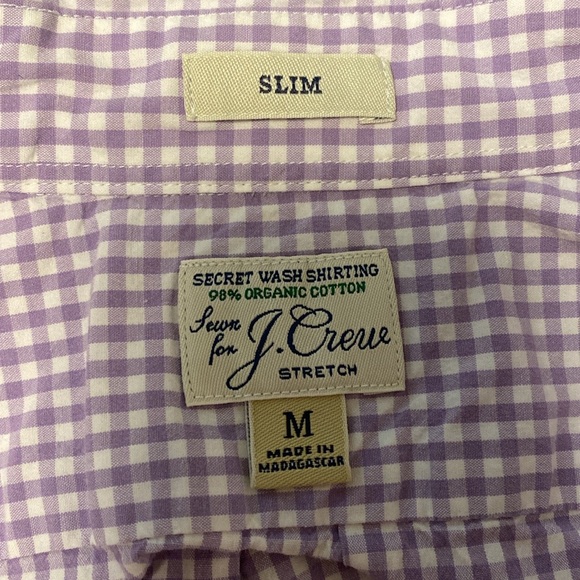 SLIM
SECRET WASH SHIRTING
98% ORGANIC COTTON
Sewn
for J.Crew
STRETCH
M
MADE IN
MADAGASCAR